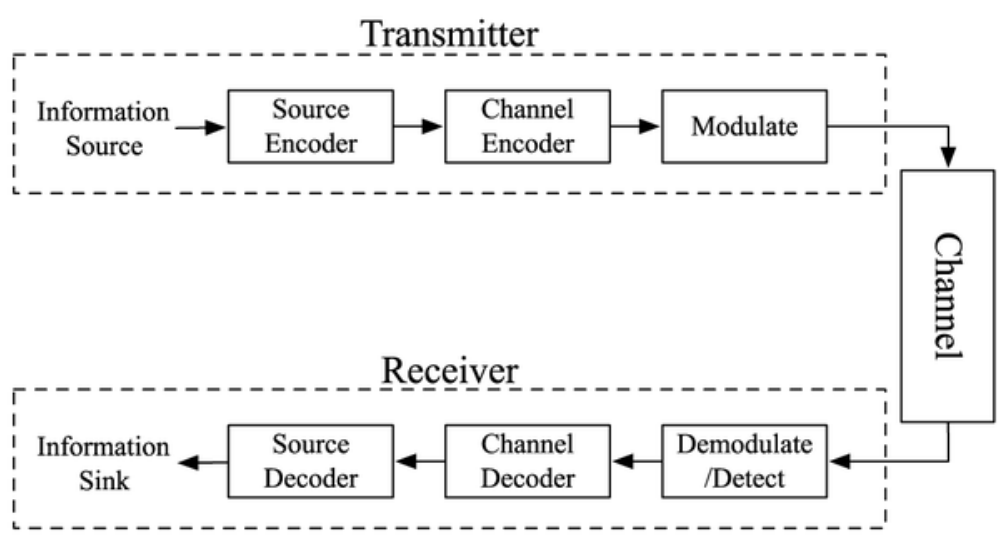 Transmitter
Information
Source
Source
Encoder
Channel
Encoder
Modulate
Channel
Receiver
Information
Sink
Source
Decoder
Channel
Decoder
Demodulate
/Detect